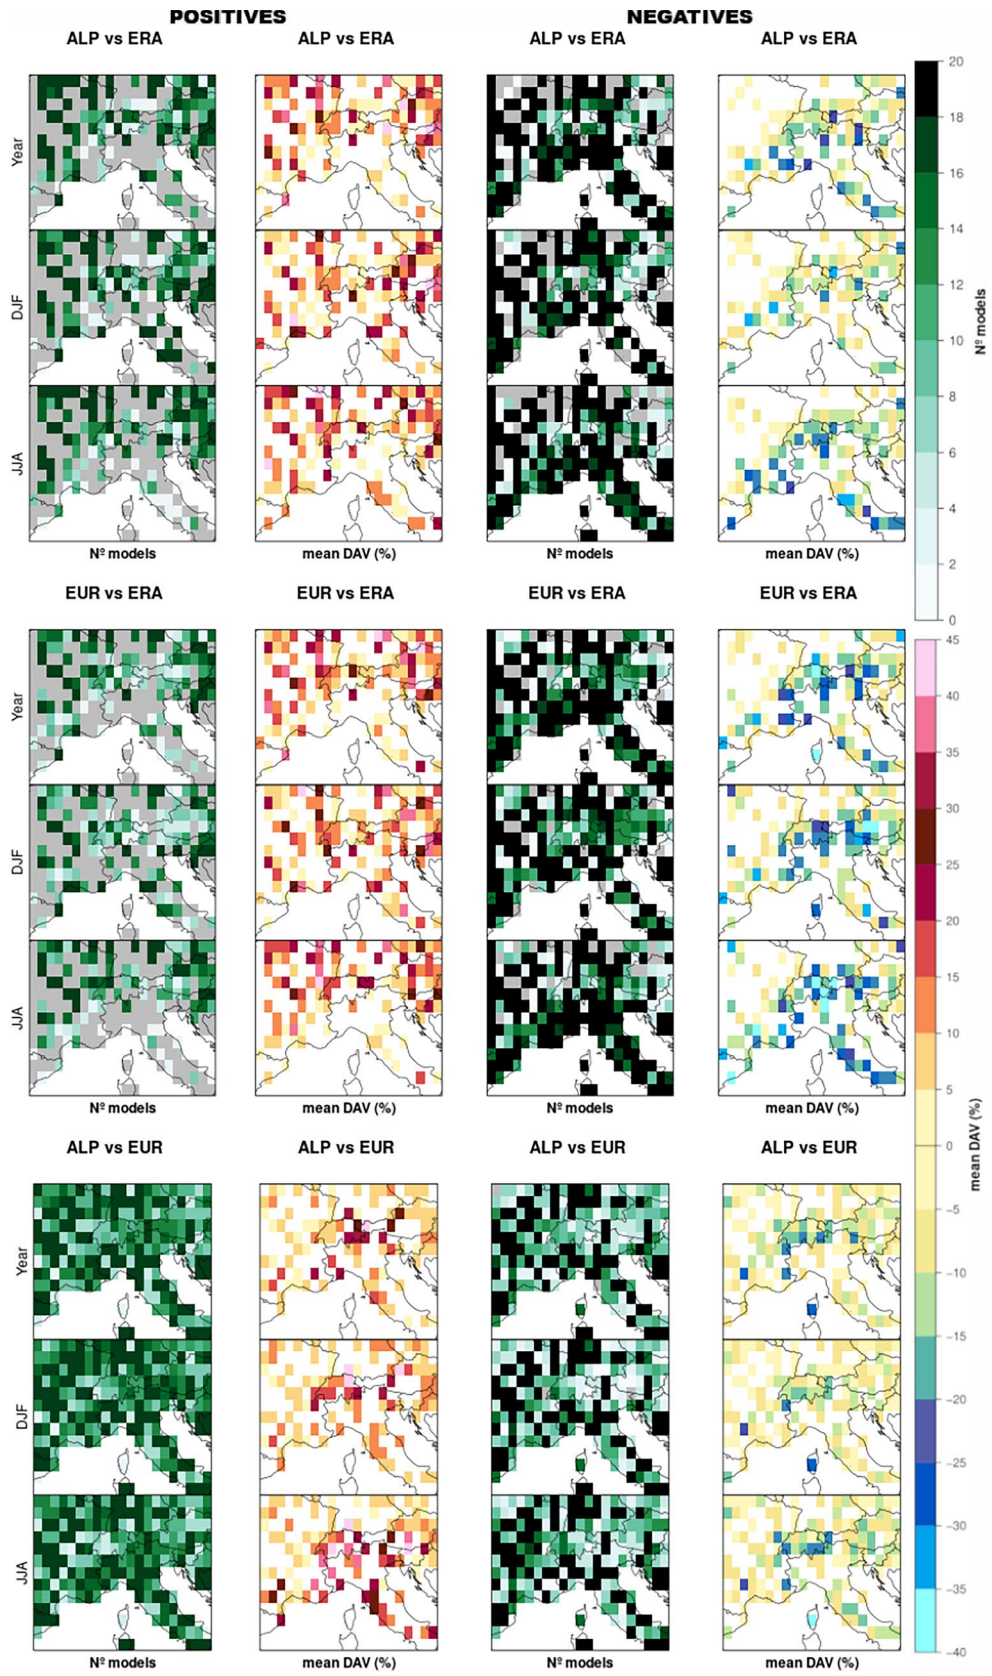 POSITIVES NEGATIVES
ALP vs ERA ALP vs ERA ALP vs ERA ALP vs ERA
Year
DJF
JJA
Nº models mean DAV (%) Nº models mean DAV (%)
EUR vs ERA EUR vs ERA EUR vs ERA EUR vs ERA
Year
DJF
JJA
Nº models mean DAV (%) Nº models mean DAV (%)
ALP vs EUR ALP vs EUR ALP vs EUR ALP vs EUR
Year
DJF
JJA
Nº models mean DAV (%) Nº models mean DAV (%)
20
18
16
14
12
10
8
6
4
2
0
Nº models
45
40
35
30
25
20
15
10
5
0
−5
−10
−15
−20
−25
−30
−35
−40
mean DAV (%)